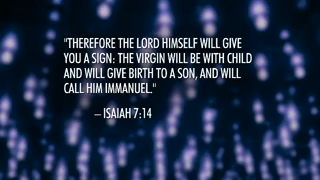 "THEREFORE THE LORD HIMSELF WILL GIVE
YOU A SIGN: THE VIRGIN WILL BE WITH CHILD
AND WILL GIVE BIRTH TO A SON, AND WILL
CALL HIM IMMANUEL."
– ISAIAH 7:14